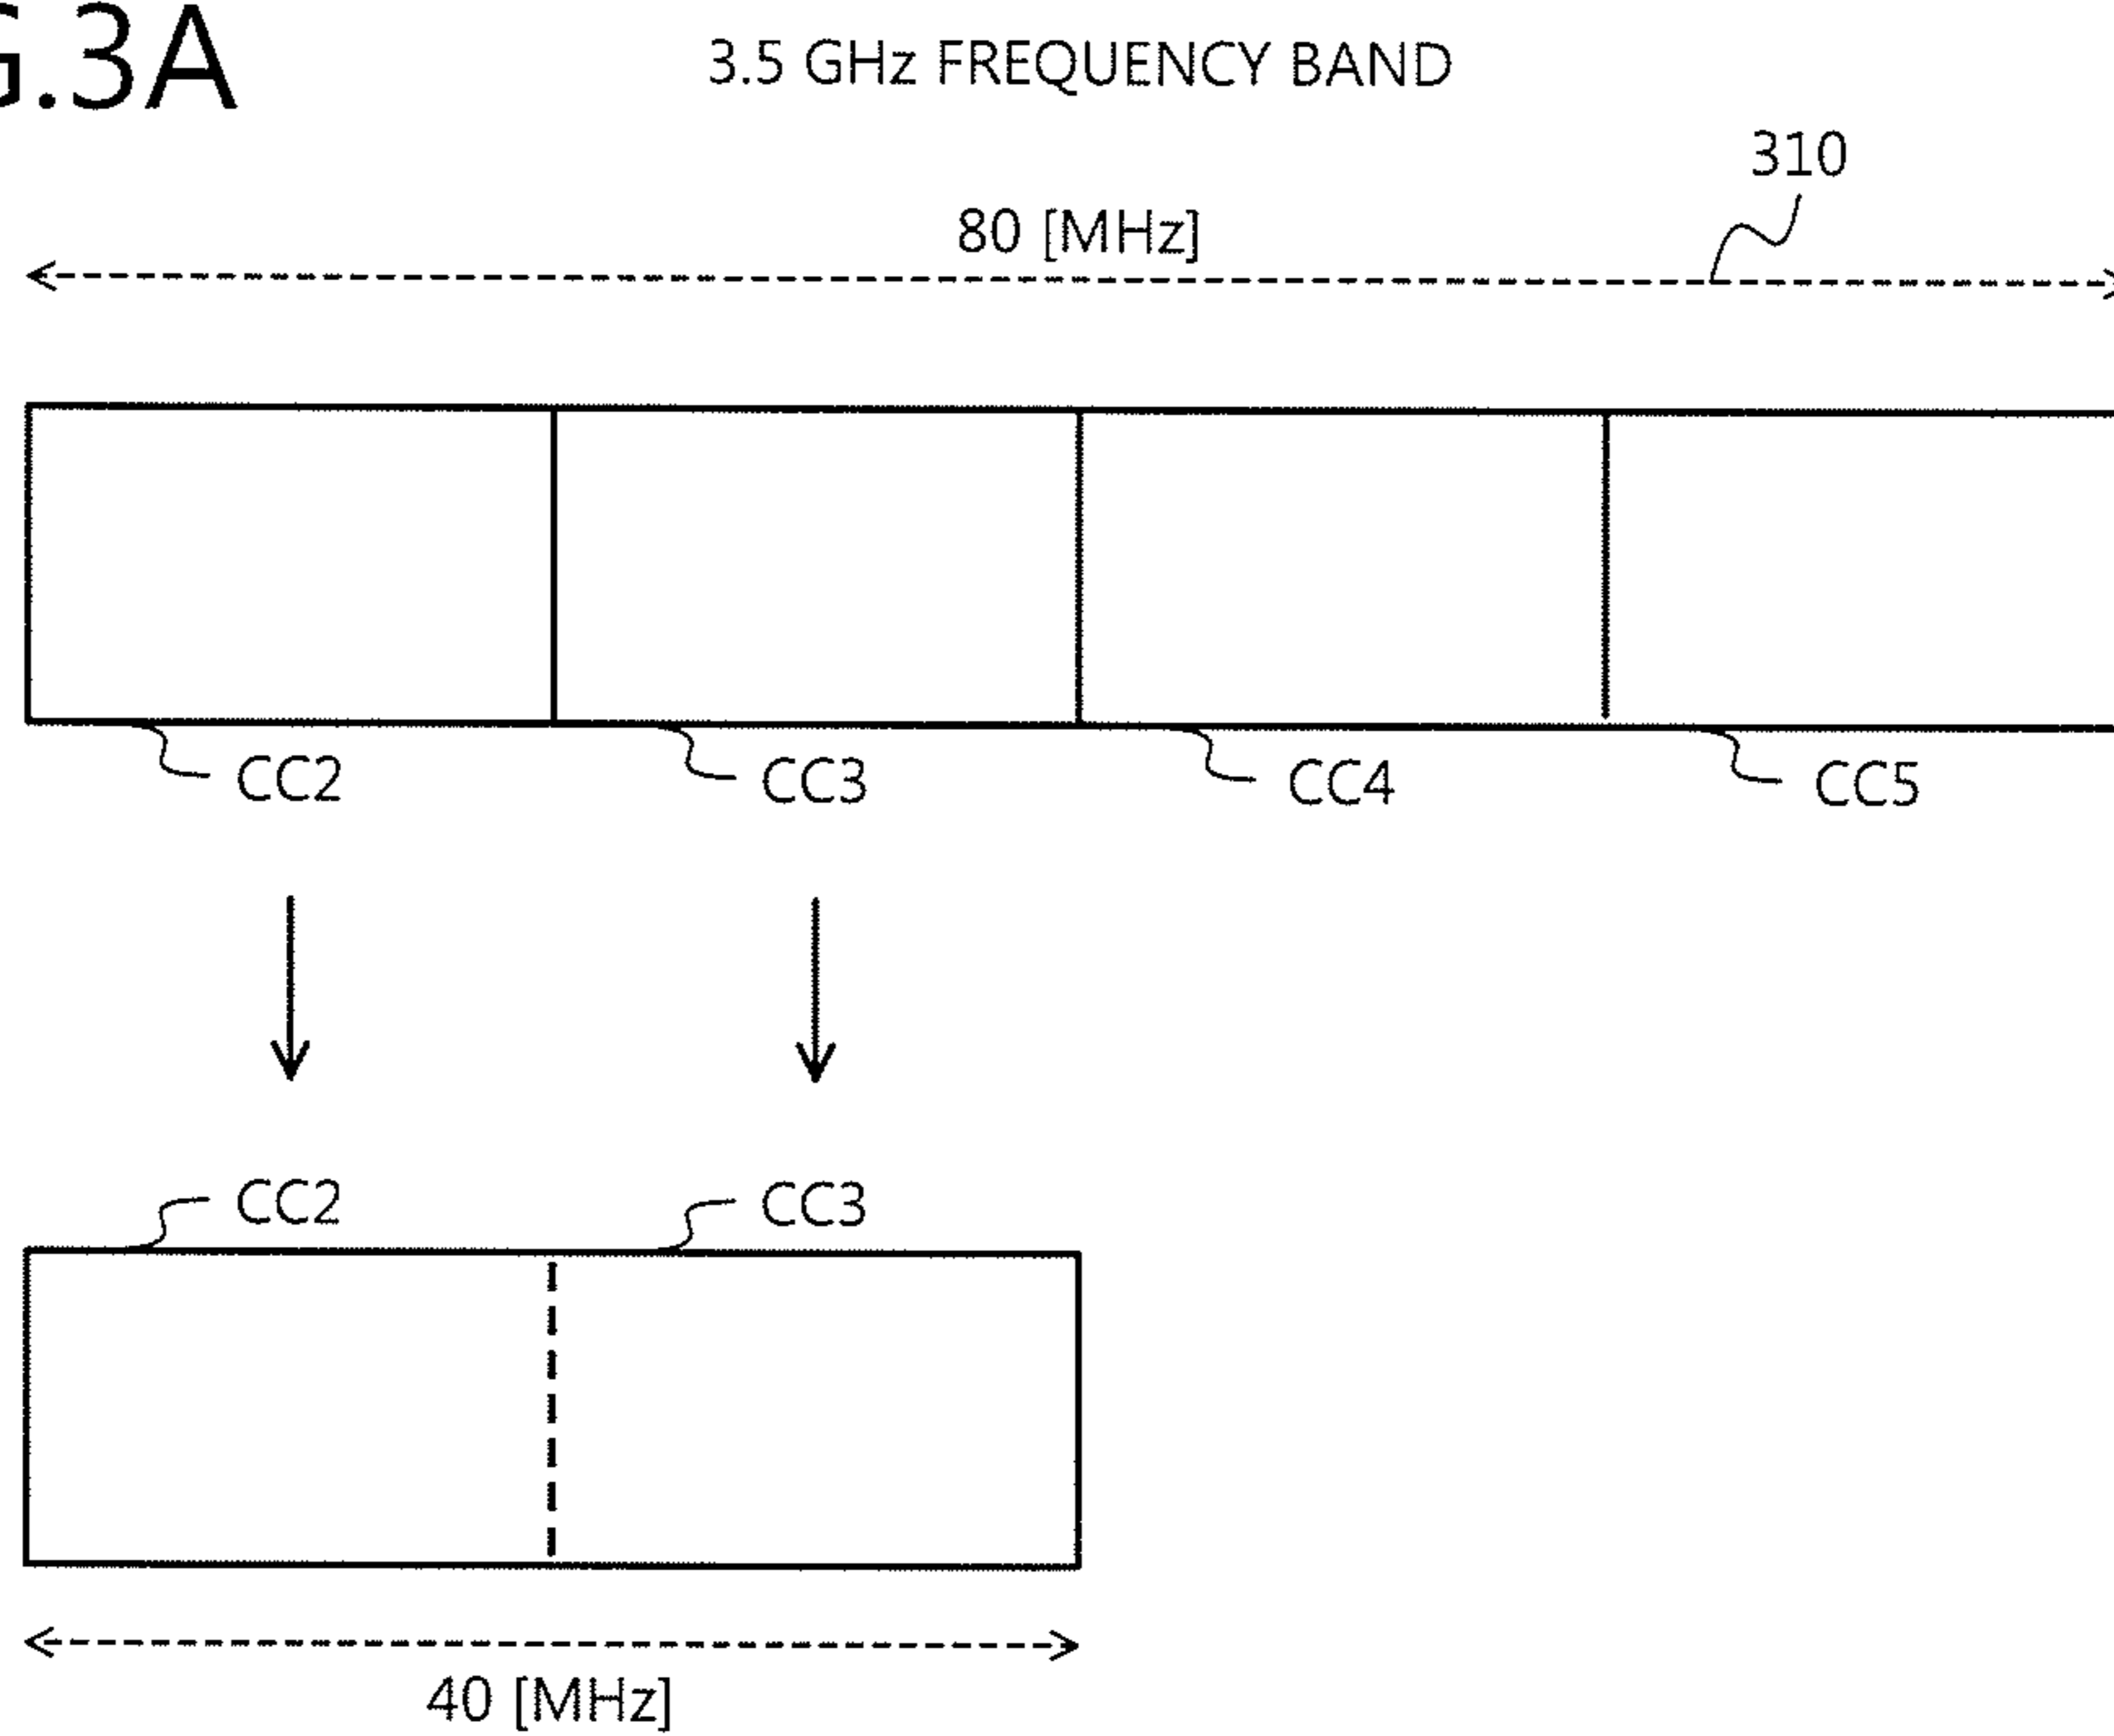 G.3A
3.5 GHz FREQUENCY BAND
310
80 [MHz]
CC2 CC3 CC4 CC5
CC2 CC3
40 [MHz]